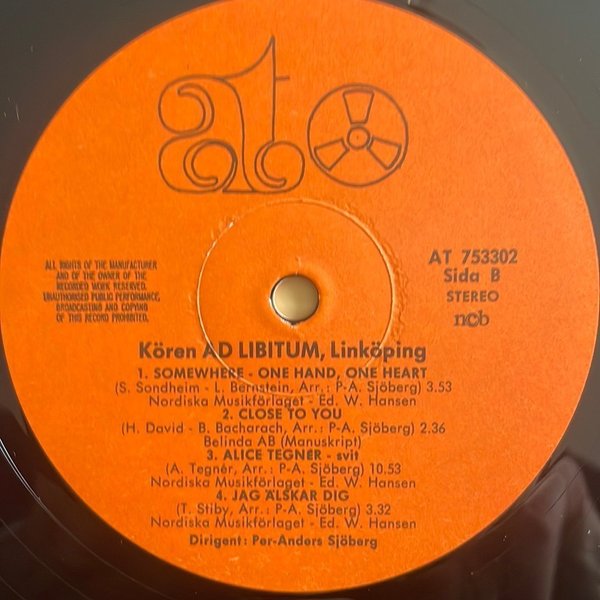 at
ALL RIGHTS OF THE MANUFACTURER
AND OF THE OWNER OF THE
RECORDED WORK RESERVED.
UNAUTHORISED PUBLIC PERFORMANCE,
BROADCASTING AND COPYING
OF THIS RECORD PROHIBITED.
AT 753302
Sida B
STEREO
ncb
Kören AD LIBITUM, Linköping
1. SOMEWHERE - ONE HAND, ONE HEART
(S. Sondheim - L. Bernstein, Arr.: P-A. Sjöberg) 3.53
Nordiska Musikförlaget - Ed. W. Hansen
2. CLOSE TO YOU
(H. David - B. Bacharach, Arr.: P-A. Sjöberg) 2.36
Belinda AB (Manuskript)
3. ALICE TEGNER - svit
(A. Tegnér, Arr.: P-A. Sjöberg) 10.53
Nordiska Musikförlaget - Ed. W. Hansen
4. JAG ÄLSKAR DIG
(T. Stiby, Arr.: P-A. Sjöberg) 3.32
Nordiska Musikförlaget - Ed. W. Hansen
Dirigent: Per-Anders Sjöberg